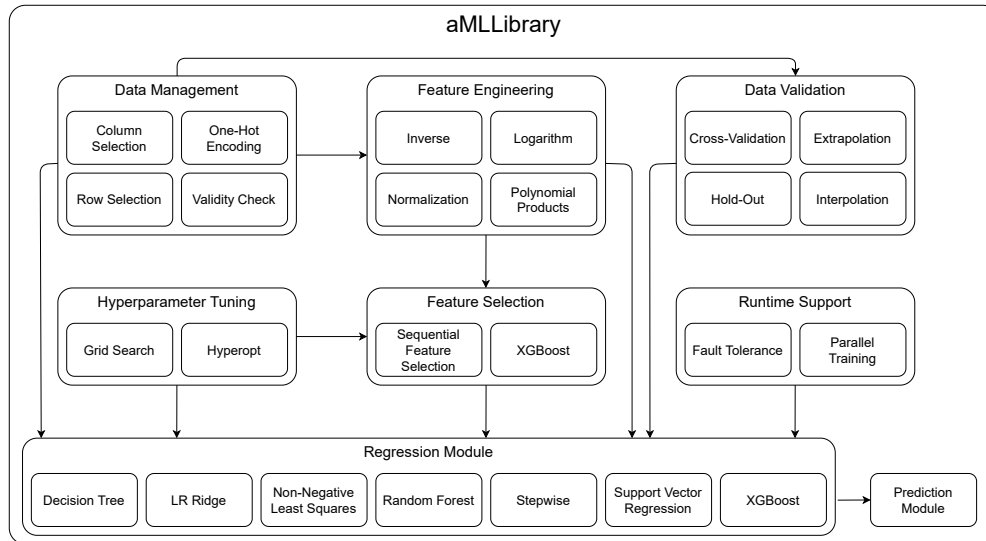 aMLLibrary
Data Management
Column
Selection
One-Hot
Encoding
Row Selection
Validity Check
Feature Engineering
Inverse
Logarithm
Normalization
Polynomial
Products
Data Validation
Cross-Validation
Extrapolation
Hold-Out
Interpolation
Hyperparameter Tuning
Grid Search
Hyperopt
Feature Selection
Sequential
Feature
Selection
XGBoost
Runtime Support
Fault Tolerance
Parallel
Training
Regression Module
Decision Tree
LR Ridge
Non-Negative
Least Squares
Random Forest
Stepwise
Support Vector
Regression
XGBoost
Prediction
Module